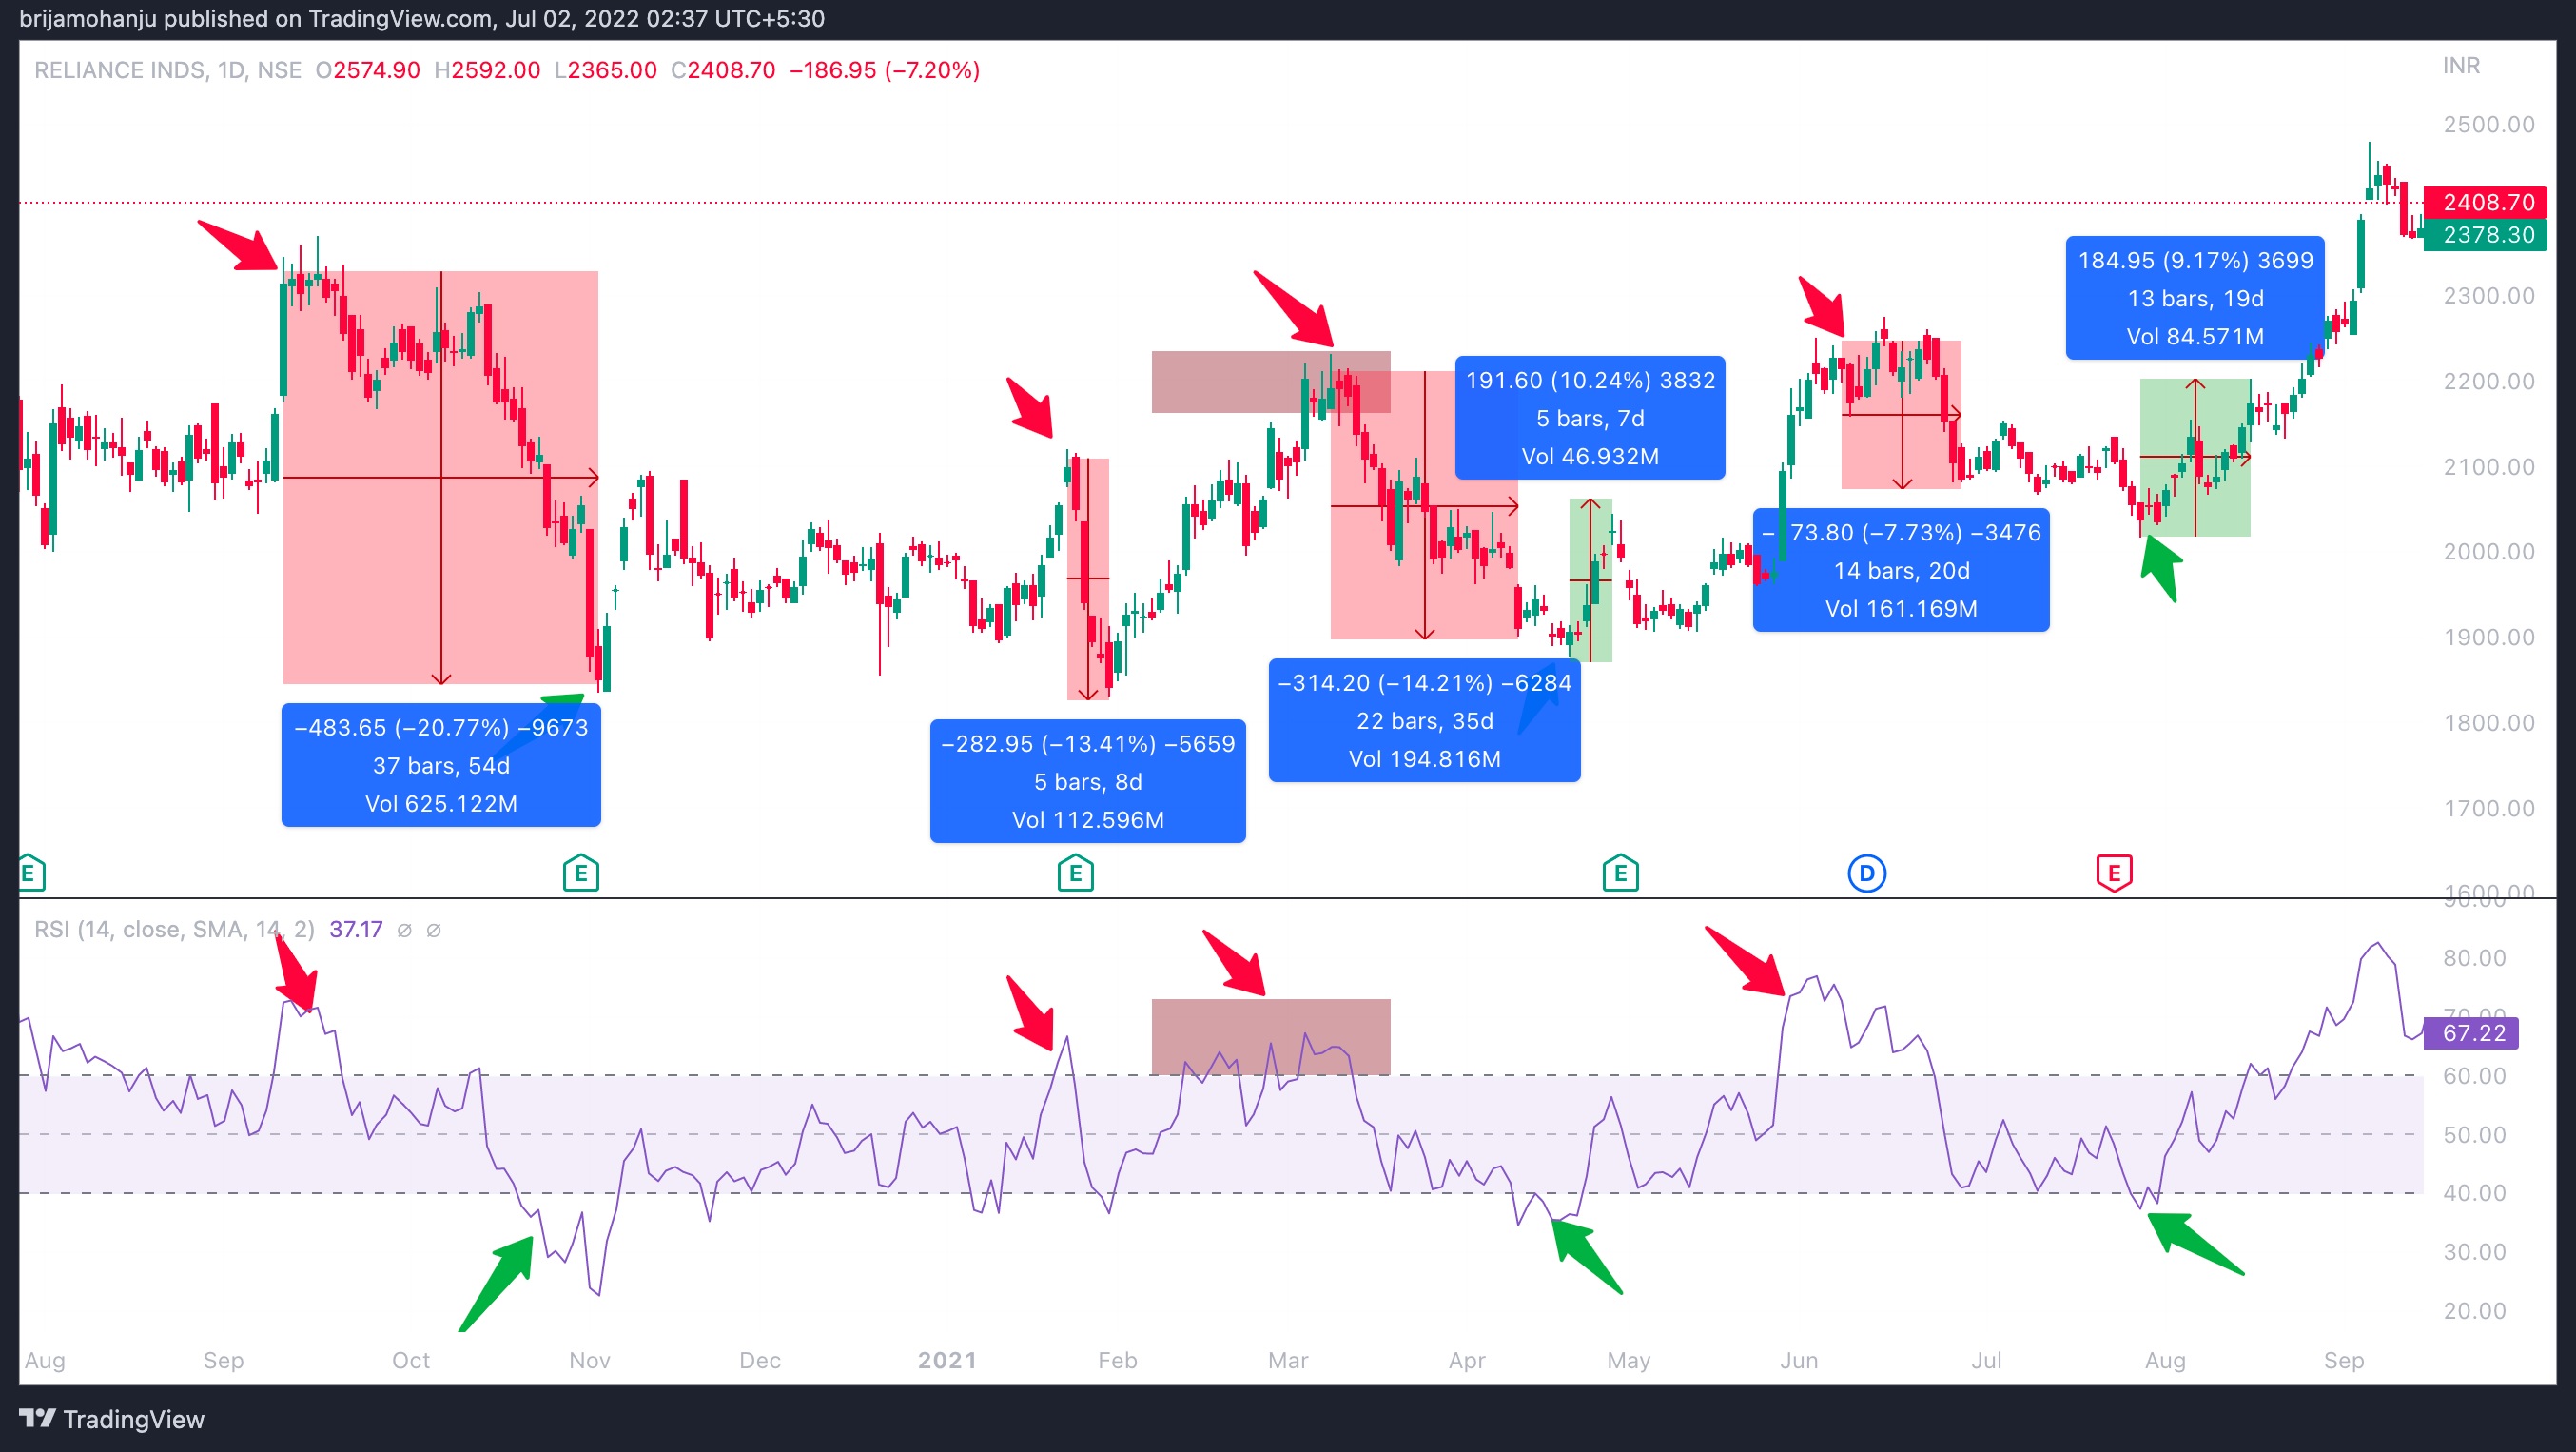 brijamohanju published on TradingView.com, Jul 02, 2022 02:37 UTC+5:30
RELIANCE INDS, 1D, NSE O2574.90 H2592.00 L2365.00 C2408.70 −186.95 (−7.20%)
INR
2500.00
2408.70
2378.30
184.95 (9.17%) 3699
13 bars, 19d
Vol 84.571M
2300.00
191.60 (10.24%) 3832
5 bars, 7d
Vol 46.932M
2200.00
2100.00
73.80 (−7.73%) −3476
14 bars, 20d
Vol 161.169M
2000.00
1900.00
−314.20 (−14.21%) −6284
22 bars, 35d
Vol 194.816M
−483.65 (−20.77%) −9673
37 bars, 54d
Vol 625.122M
−282.95 (−13.41%) −5659
5 bars, 8d
Vol 112.596M
1800.00
1700.00
E E E E D E
1600.00
90.00
RSI (14, close, SMA, 14, 2) 37.17 ∅ ∅
80.00
70.00
67.22
60.00
50.00
40.00
30.00
20.00
Aug Sep Oct Nov Dec 2021 Feb Mar Apr May Jun Jul Aug Sep
TradingView